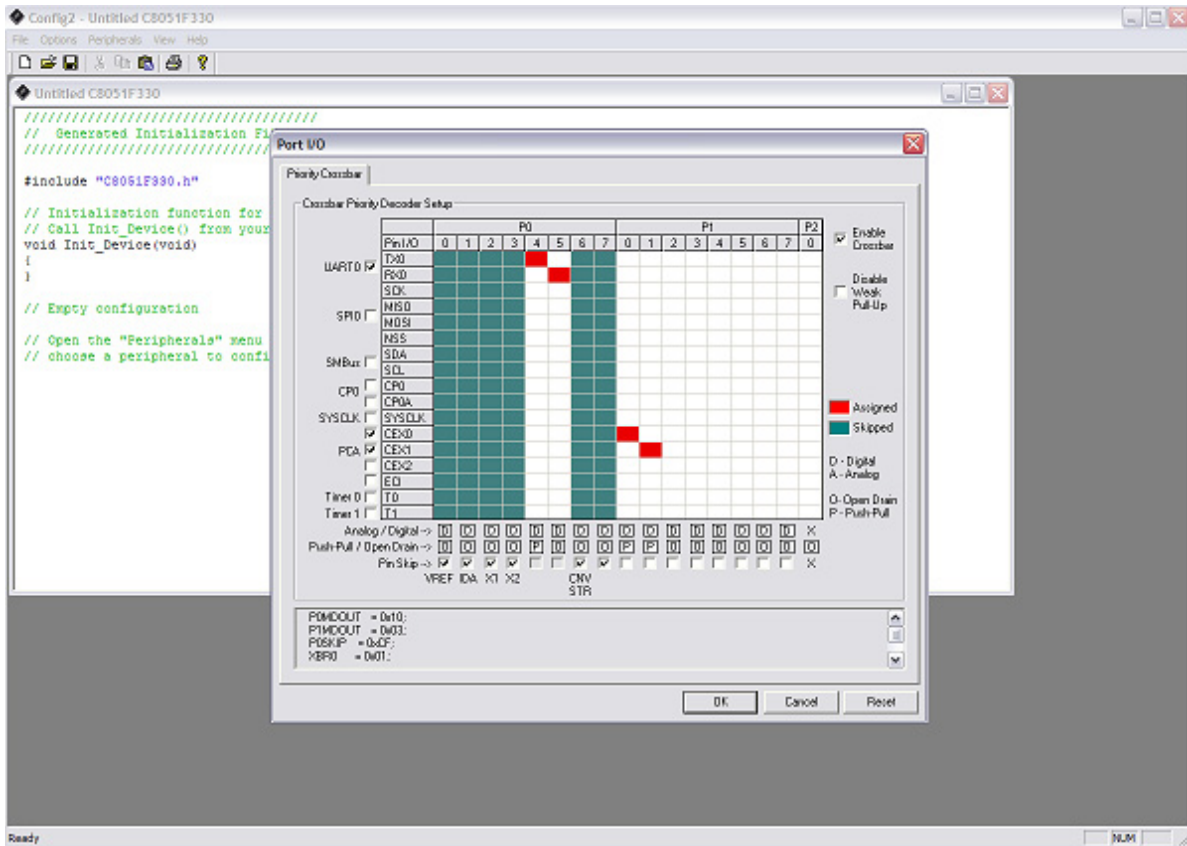 Config2 - Untitled C8051F330
File Options Peripherals View Help
Untitled C8051F330
/////////////////////////////////////
// Generated Initialization Fi
///////////////////////////////
#include "C8051F330.h"
// Initialization function for
// Call Init_Device() from your
void Init_Device(void)
{
}
// Empty configuration
// Open the "Peripherals" menu
// choose a peripheral to confi
Port I/O
Priority Crossbar
Crossbar Priority Decoder Setup
P0 P1 P2
Pin I/O 0 1 2 3 4 5 6 7 0 1 2 3 4 5 6 7 0
UART0
TX0
RX0
SPI0
SCK
MISO
MOSI
NSS
SMBus
SDA
SCL
CP0
CP0
CP0A
SYSCLK SYSCLK
PCA
CEX0
CEX1
CEX2
ECI
Timer 0 T0
Timer 1 T1
Enable Crossbar
Disable Weak Pull-Up
Assigned
Skipped
D - Digital
A - Analog
O - Open Drain
P - Push-Pull
Analog / Digital ->
Push-Pull / Open Drain ->
Pin Skip ->
VREF IDA X1 X2 CNV STR
P0MDOUT = 0x10;
P1MDOUT = 0x03;
P0SKIP = 0xCF;
XBR0 = 0x01;
OK Cancel Reset
Ready NUM